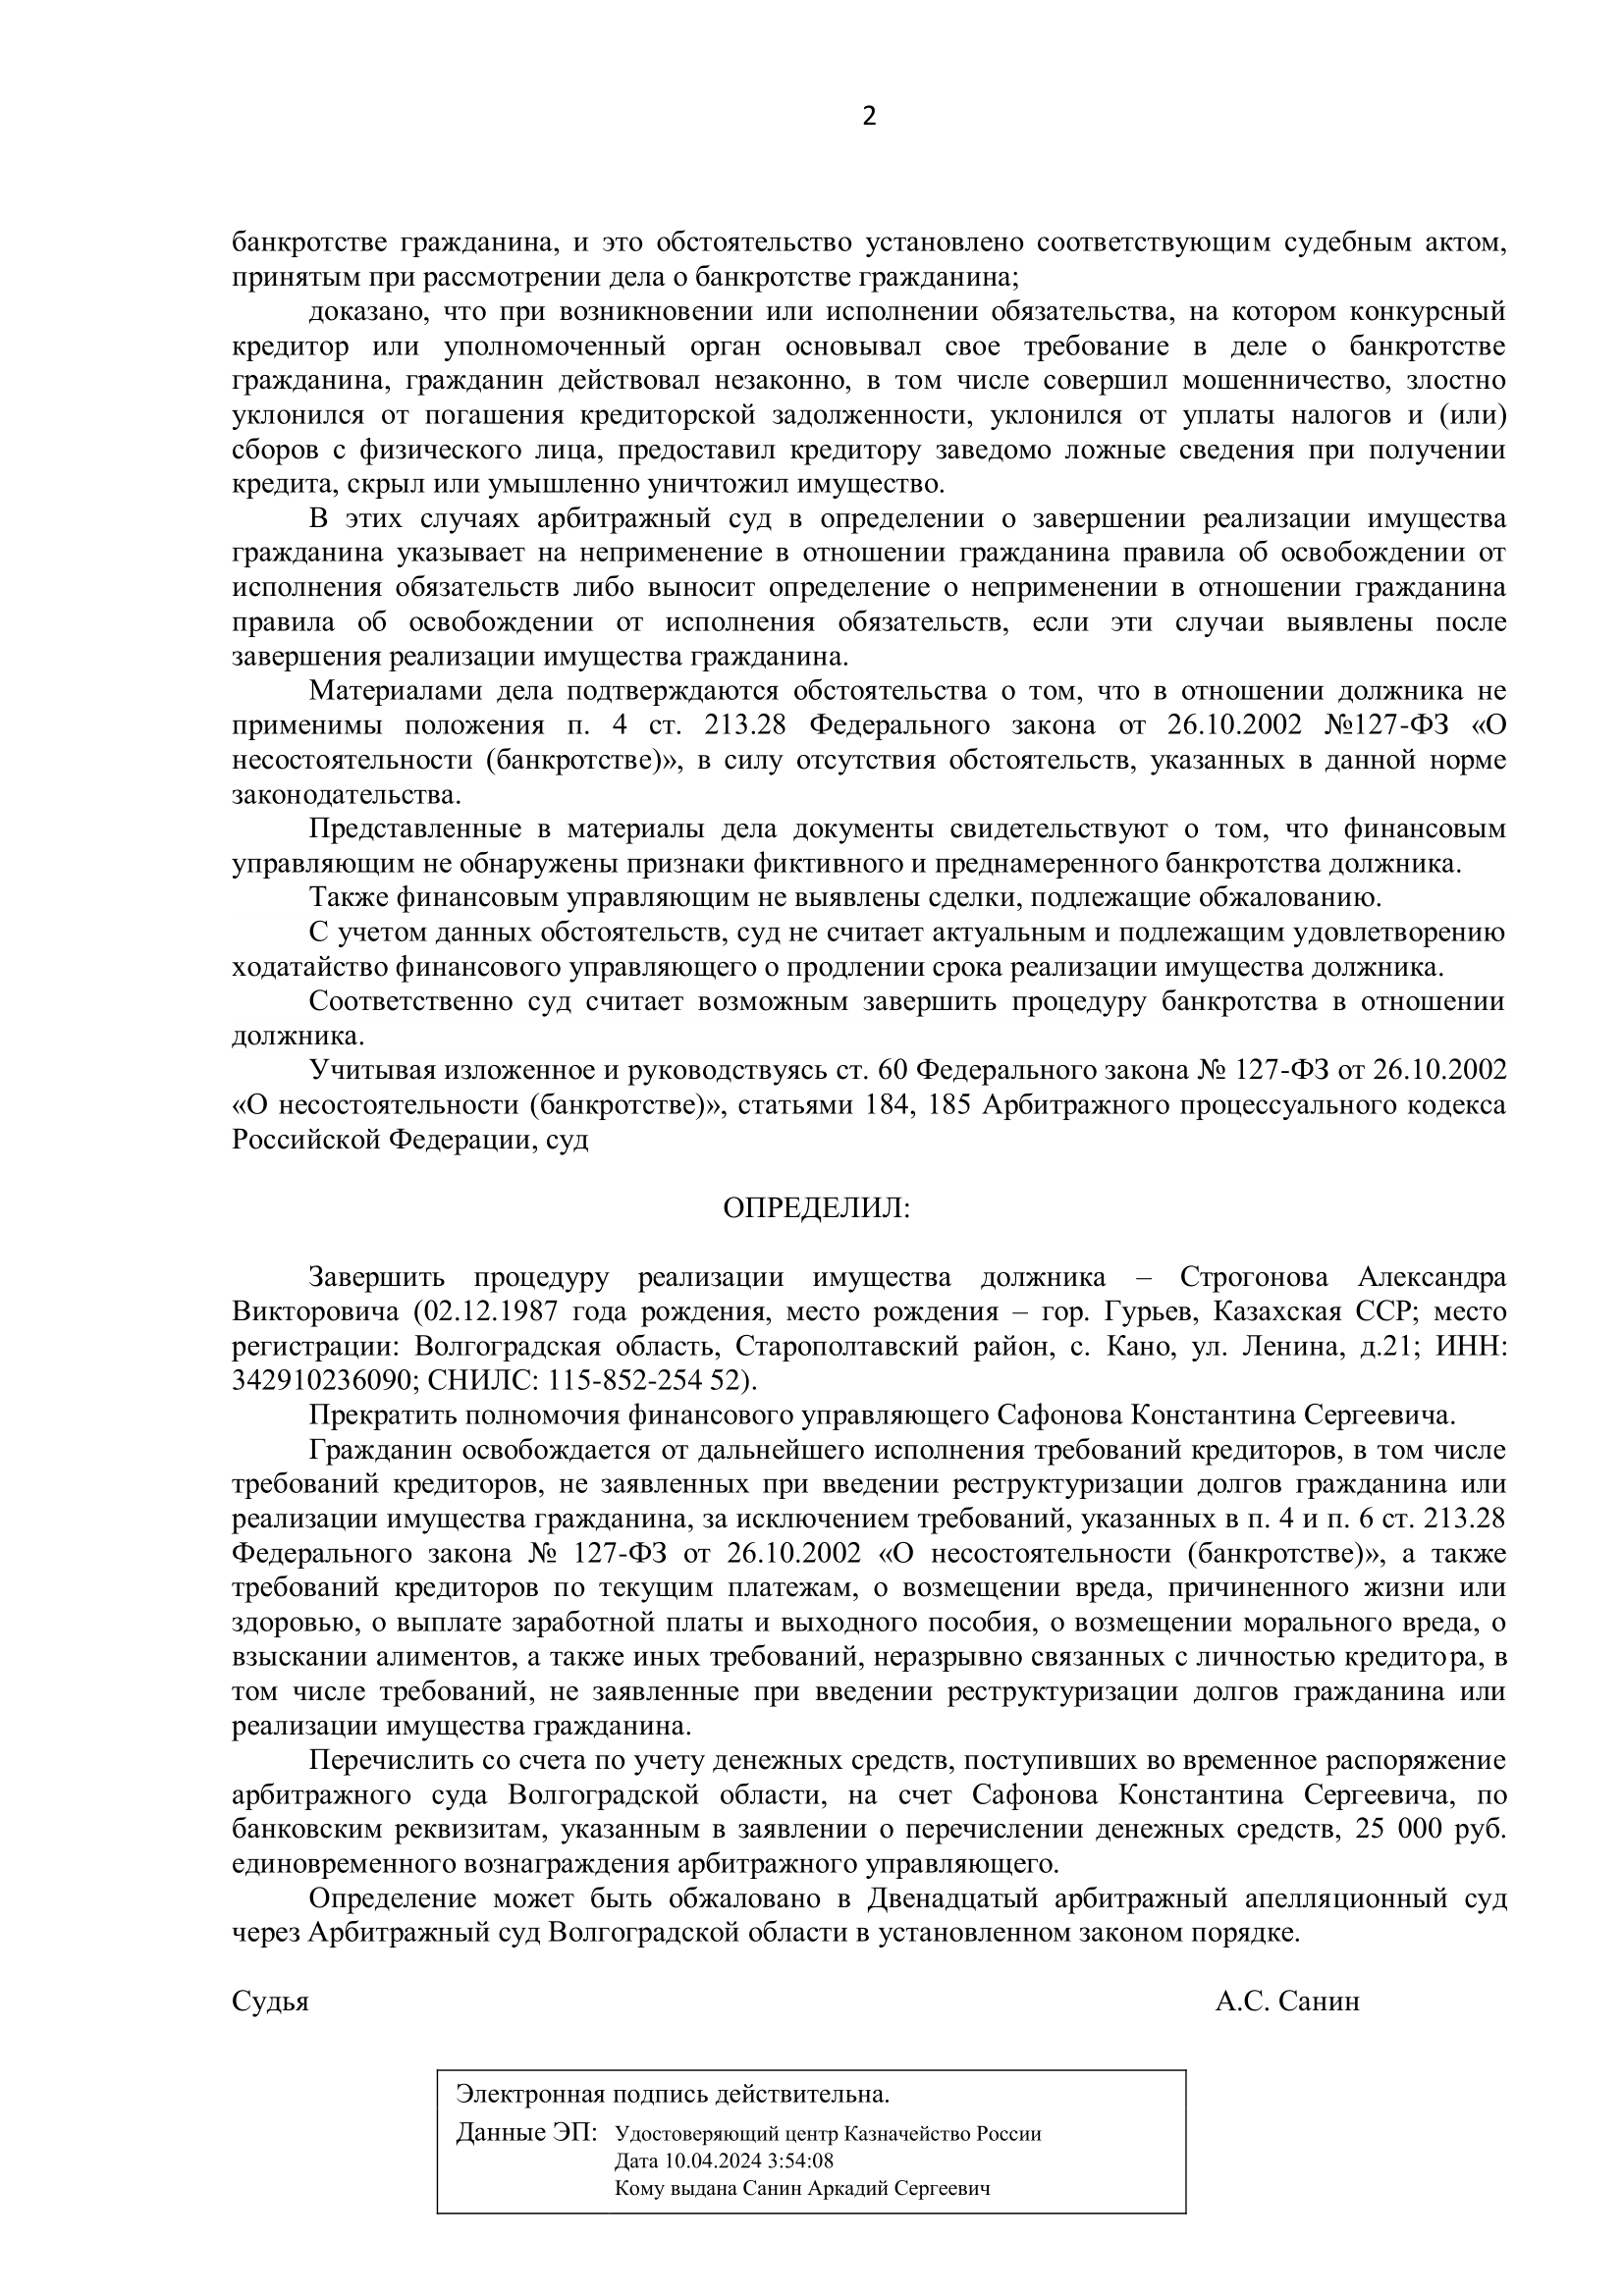 2
банкротстве гражданина, и это обстоятельство установлено соответствующим судебным актом,
принятым при рассмотрении дела о банкротстве гражданина;
доказано, что при возникновении или исполнении обязательства, на котором конкурсный
кредитор или уполномоченный орган основывал свое требование в деле о банкротстве
гражданина, гражданин действовал незаконно, в том числе совершил мошенничество, злостно
уклонился от погашения кредиторской задолженности, уклонился от уплаты налогов и (или)
сборов с физического лица, предоставил кредитору заведомо ложные сведения при получении
кредита, скрыл или умышленно уничтожил имущество.
В этих случаях арбитражный суд в определении о завершении реализации имущества
гражданина указывает на неприменение в отношении гражданина правила об освобождении от
исполнения обязательств либо выносит определение о неприменении в отношении гражданина
правила об освобождении от исполнения обязательств, если эти случаи выявлены после
завершения реализации имущества гражданина.
Материалами дела подтверждаются обстоятельства о том, что в отношении должника не
применимы положения п. 4 ст. 213.28 Федерального закона от 26.10.2002 №127-ФЗ «О
несостоятельности (банкротстве)», в силу отсутствия обстоятельств, указанных в данной норме
законодательства.
Представленные в материалы дела документы свидетельствуют о том, что финансовым
управляющим не обнаружены признаки фиктивного и преднамеренного банкротства должника.
Также финансовым управляющим не выявлены сделки, подлежащие обжалованию.
С учетом данных обстоятельств, суд не считает актуальным и подлежащим удовлетворению
ходатайство финансового управляющего о продлении срока реализации имущества должника.
Соответственно суд считает возможным завершить процедуру банкротства в отношении
должника.
Учитывая изложенное и руководствуясь ст. 60 Федерального закона № 127-ФЗ от 26.10.2002
«О несостоятельности (банкротстве)», статьями 184, 185 Арбитражного процессуального кодекса
Российской Федерации, суд
ОПРЕДЕЛИЛ:
Завершить процедуру реализации имущества должника – Строгонова Александра
Викторовича (02.12.1987 года рождения, место рождения – гор. Гурьев, Казахская ССР; место
регистрации: Волгоградская область, Старополтавский район, с. Кано, ул. Ленина, д.21; ИНН:
342910236090; СНИЛС: 115-852-254 52).
Прекратить полномочия финансового управляющего Сафонова Константина Сергеевича.
Гражданин освобождается от дальнейшего исполнения требований кредиторов, в том числе
требований кредиторов, не заявленных при введении реструктуризации долгов гражданина или
реализации имущества гражданина, за исключением требований, указанных в п. 4 и п. 6 ст. 213.28
Федерального закона № 127-ФЗ от 26.10.2002 «О несостоятельности (банкротстве)», а также
требований кредиторов по текущим платежам, о возмещении вреда, причиненного жизни или
здоровью, о выплате заработной платы и выходного пособия, о возмещении морального вреда, о
взыскании алиментов, а также иных требований, неразрывно связанных с личностью кредитора, в
том числе требований, не заявленные при введении реструктуризации долгов гражданина или
реализации имущества гражданина.
Перечислить со счета по учету денежных средств, поступивших во временное распоряжение
арбитражного суда Волгоградской области, на счет Сафонова Константина Сергеевича, по
банковским реквизитам, указанным в заявлении о перечислении денежных средств, 25 000 руб.
единовременного вознаграждения арбитражного управляющего.
Определение может быть обжаловано в Двенадцатый арбитражный апелляционный суд
через Арбитражный суд Волгоградской области в установленном законом порядке.
Судья А.С. Санин
Электронная подпись действительна.
Данные ЭП: Удостоверяющий центр Казначейство России
Дата 10.04.2024 3:54:08
Кому выдана Санин Аркадий Сергеевич